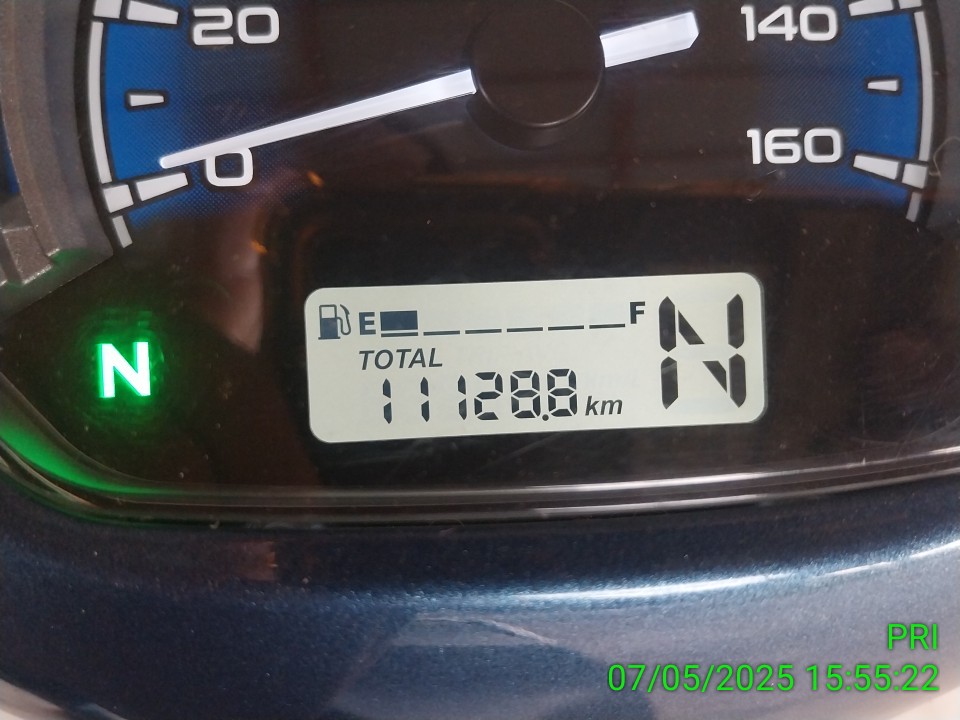 20
140
0
160
E F
N
TOTAL
11128.8 km
N
PRI
07/05/2025 15:55:22